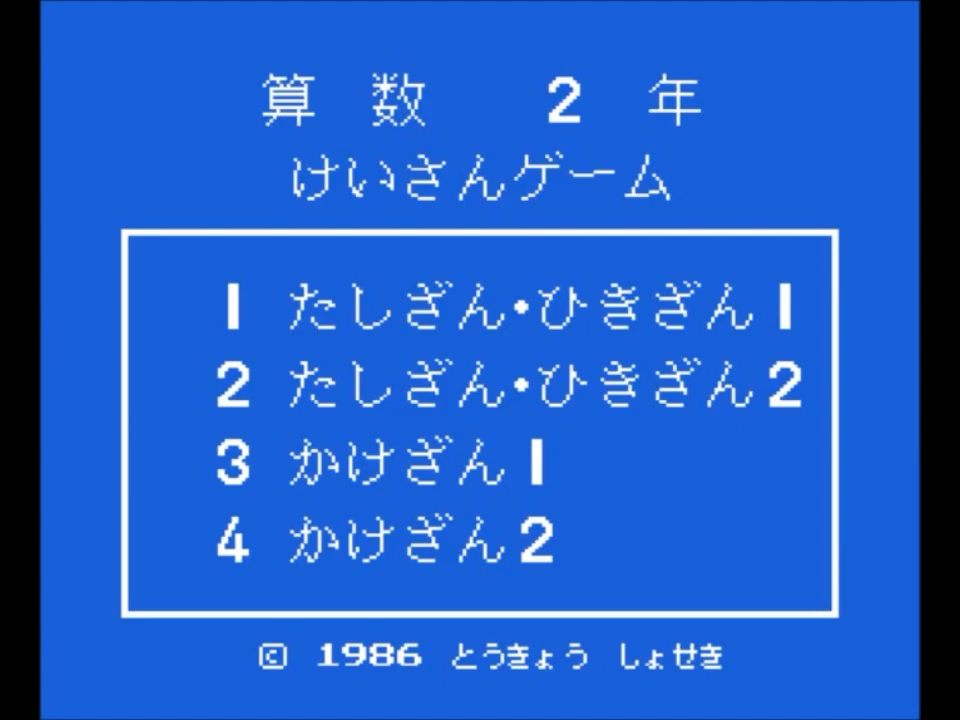 算 数 2 年
けいさんゲーム
1 たしざん・ひきざん1
2 たしざん・ひきざん2
3 かけざん1
4 かけざん2
© 1986 とうきょう しょせき